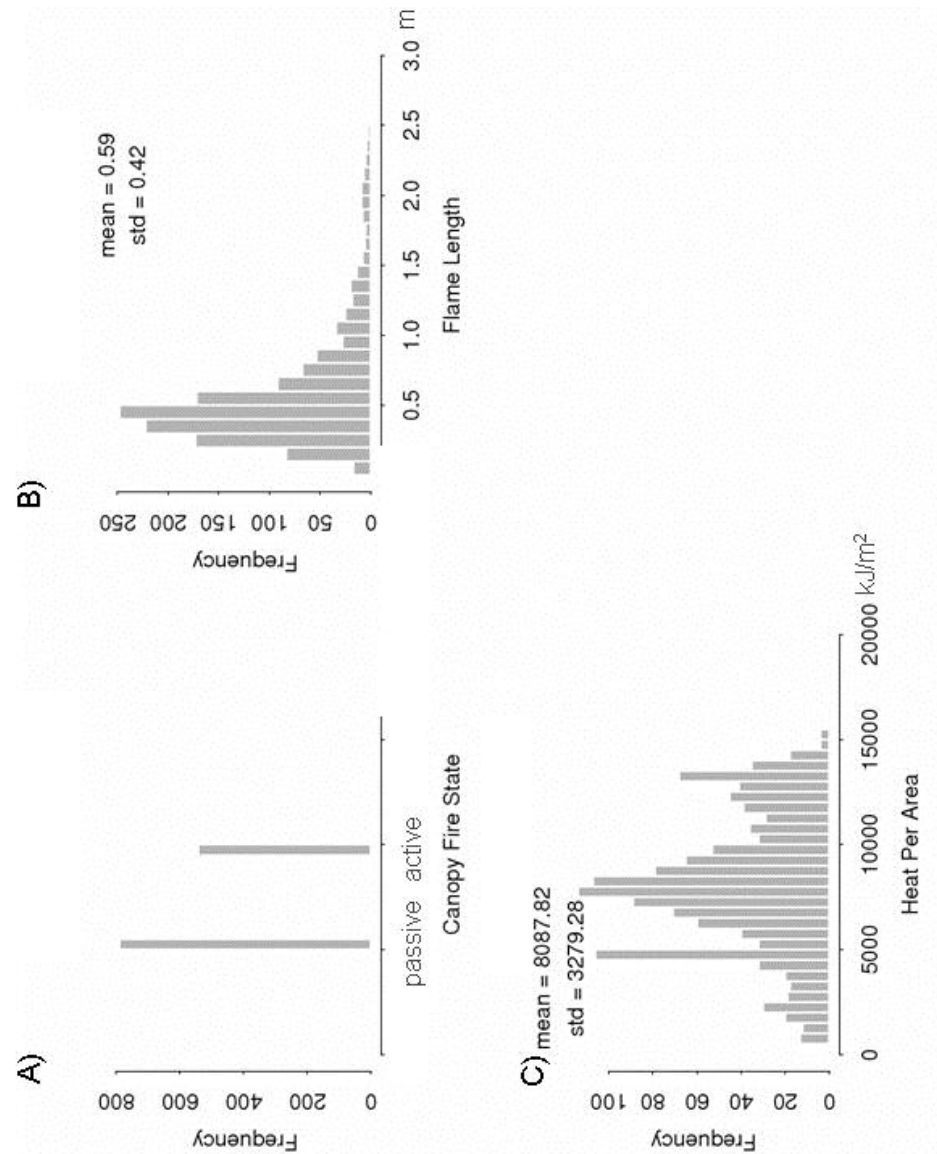 A)
800
600
400
200
0
Frequency
passive active
Canopy Fire State
B)
250
200
150
100
50
0
Frequency
mean = 0.59
std = 0.42
0.5 1.0 1.5 2.0 2.5 3.0 m
Flame Length
C)
mean = 8087.82
std = 3279.28
100
80
60
40
20
0
Frequency
0 5000 10000 15000 20000 kJ/m²
Heat Per Area